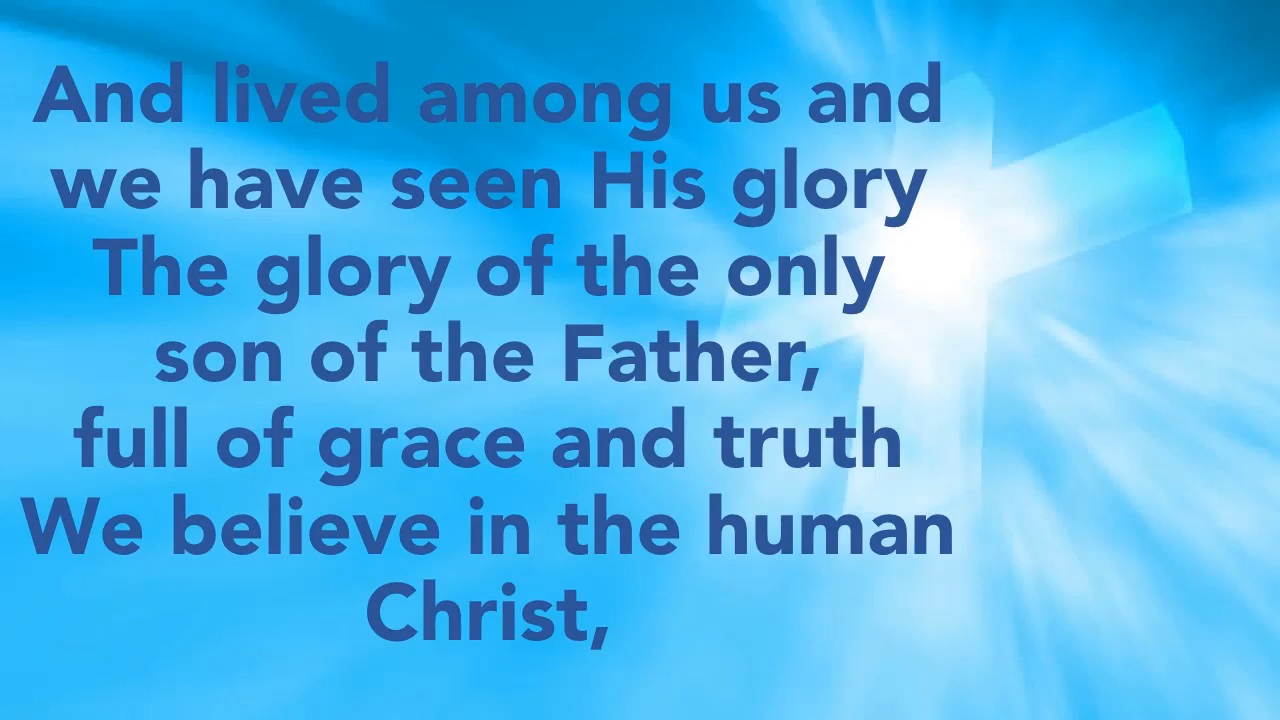 And lived among us and
we have seen His glory
The glory of the only
son of the Father,
full of grace and truth
We believe in the human
Christ,